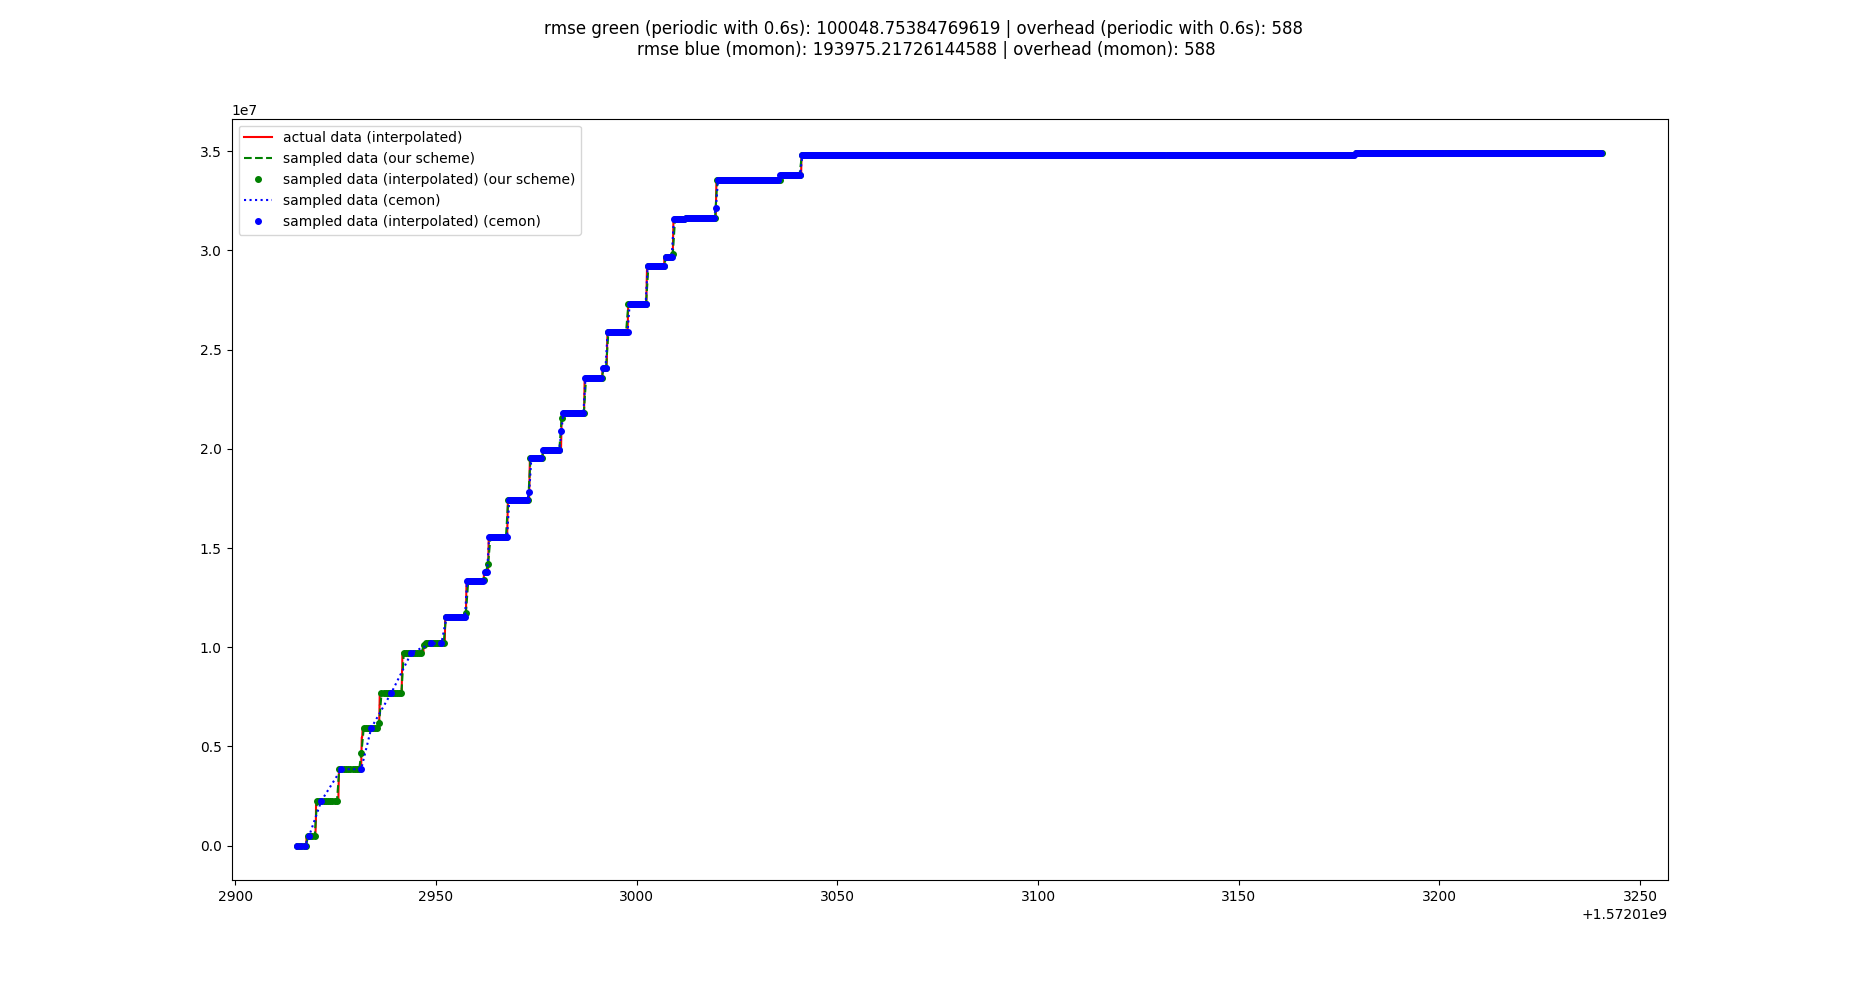 rmse green (periodic with 0.6s): 100048.75384769619 | overhead (periodic with 0.6s): 588
rmse blue (momon): 193975.21726144588 | overhead (momon): 588
1e7
actual data (interpolated)
sampled data (our scheme)
sampled data (interpolated) (our scheme)
sampled data (cemon)
sampled data (interpolated) (cemon)
3.5
3.0
2.5
2.0
1.5
1.0
0.5
0.0
2900 2950 3000 3050 3100 3150 3200 3250
+1.57201e9